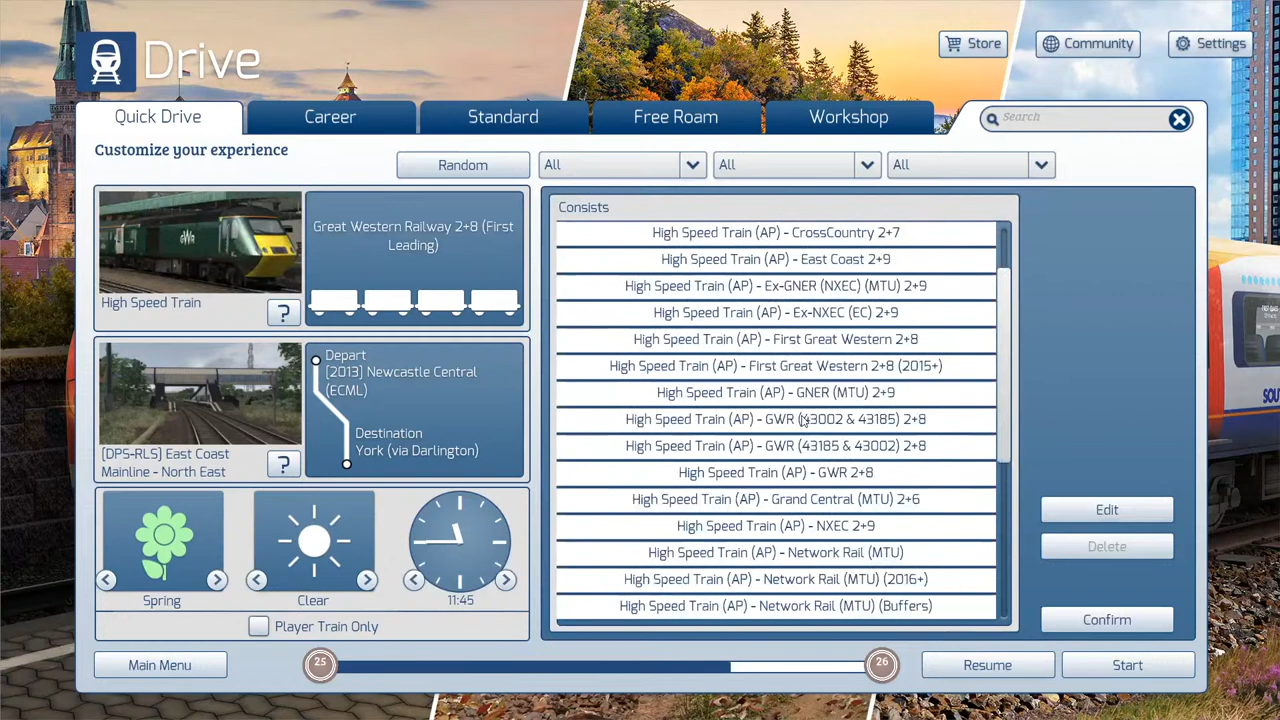 Drive
Store
Community
Settings
Quick Drive
Career
Standard
Free Roam
Workshop
Search
Customize your experience
Random
All
All
All
Great Western Railway 2+8 (First
Leading)
High Speed Train
?
Depart
[2013] Newcastle Central
(ECML)
Destination
York (via Darlington)
[DPS-RLS] East Coast
Mainline - North East
?
Spring
Clear
11:45
Player Train Only
Consists
High Speed Train (AP) - CrossCountry 2+7
High Speed Train (AP) - East Coast 2+9
High Speed Train (AP) - Ex-GNER (NXEC) (MTU) 2+9
High Speed Train (AP) - Ex-NXEC (EC) 2+9
High Speed Train (AP) - First Great Western 2+8
High Speed Train (AP) - First Great Western 2+8 (2015+)
High Speed Train (AP) - GNER (MTU) 2+9
High Speed Train (AP) - GWR (43002 & 43185) 2+8
High Speed Train (AP) - GWR (43185 & 43002) 2+8
High Speed Train (AP) - GWR 2+8
High Speed Train (AP) - Grand Central (MTU) 2+6
High Speed Train (AP) - NXEC 2+9
High Speed Train (AP) - Network Rail (MTU)
High Speed Train (AP) - Network Rail (MTU) (2016+)
High Speed Train (AP) - Network Rail (MTU) (Buffers)
Edit
Delete
Confirm
Main Menu
25
26
Resume
Start
GWR